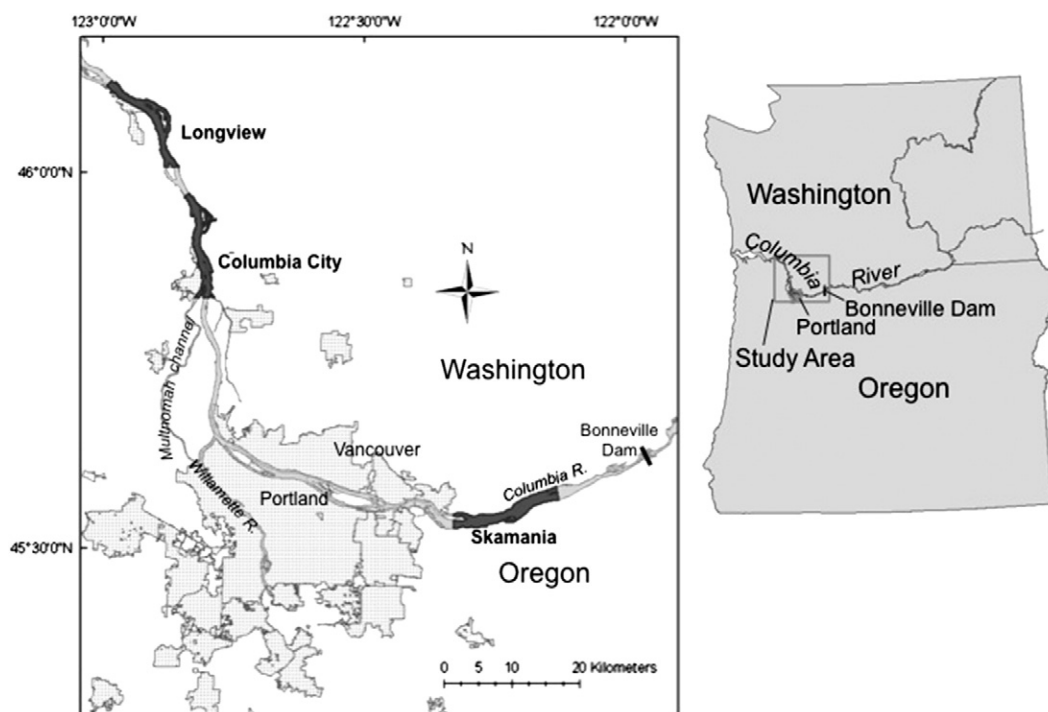 123°0'0"W
122°30'0"W
122°0'0"W
46°0'0"N
45°30'0"N
Longview
Columbia City
N
Washington
Multnomah channel
Vancouver
Bonneville
Dam
Columbia R.
Portland
Willamette R.
Skamania
Oregon
0 5 10 20 Kilometers
Washington
Columbia
River
Bonneville Dam
Portland
Study Area
Oregon